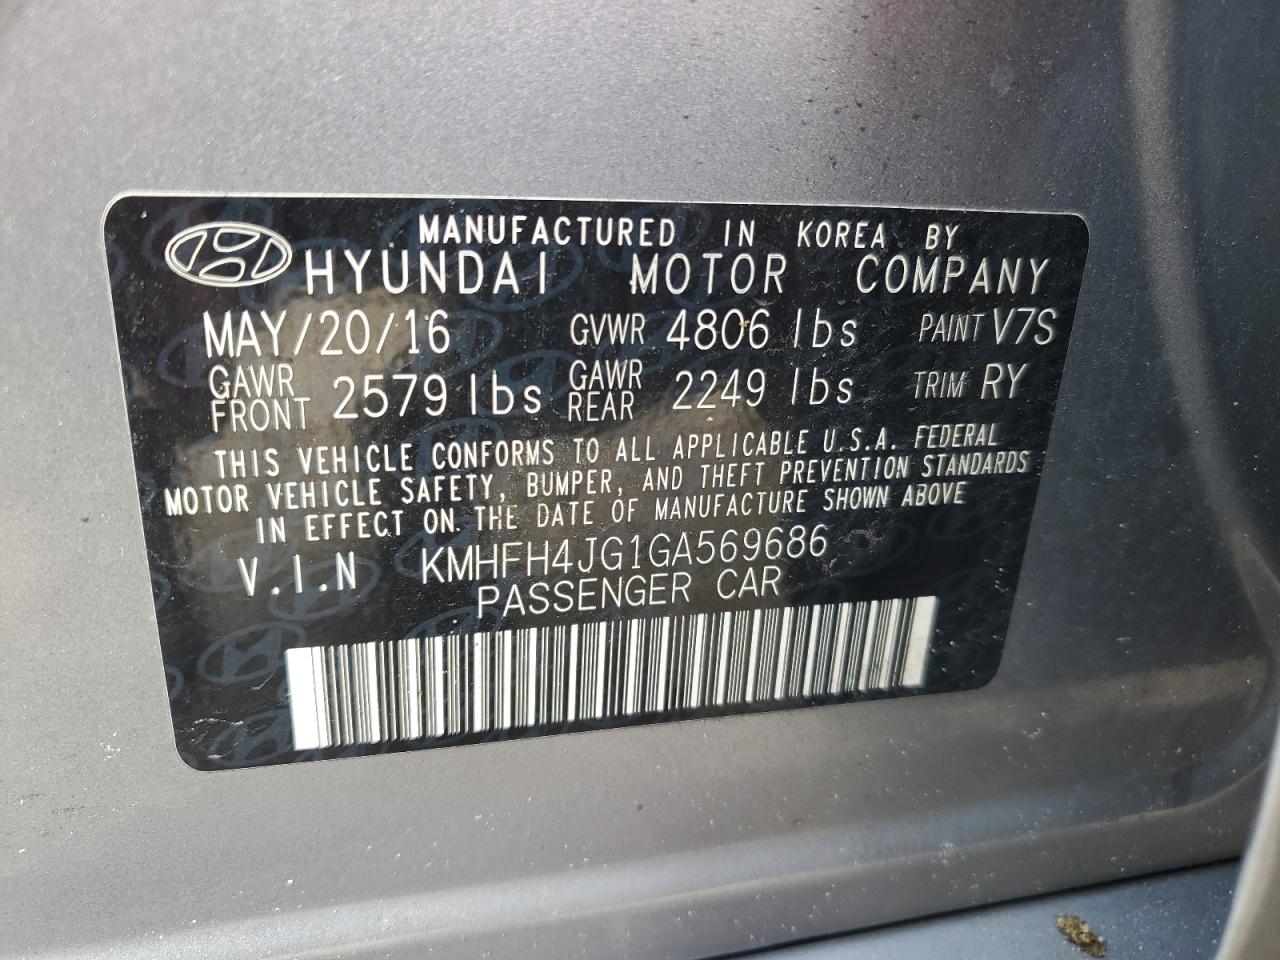 MANUFACTURED IN KOREA BY
HYUNDAI MOTOR COMPANY
MAY/20/16 GVWR 4806 lbs PAINT V7S
GAWR FRONT 2579 lbs GAWR REAR 2249 lbs TRIM RY
THIS VEHICLE CONFORMS TO ALL APPLICABLE U.S.A. FEDERAL
MOTOR VEHICLE SAFETY, BUMPER, AND THEFT PREVENTION STANDARDS
IN EFFECT ON THE DATE OF MANUFACTURE SHOWN ABOVE
V.I.N KMHFH4JG1GA569686
PASSENGER CAR